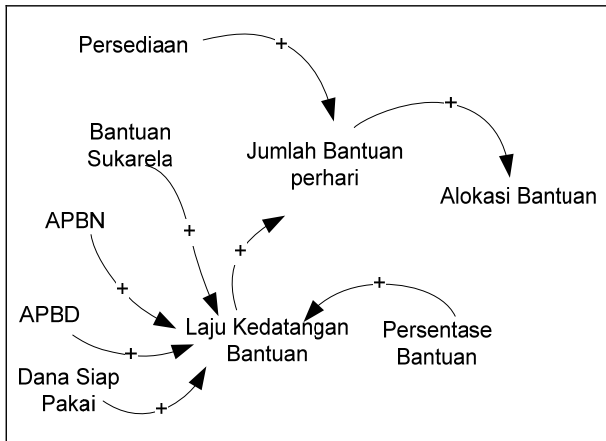 Persediaan
+
Bantuan
Sukarela
Jumlah Bantuan
perhari
+
Alokasi Bantuan
APBN
+
+
+
APBD
+
Laju Kedatangan
Bantuan
+
Persentase
Bantuan
+
Dana Siap
Pakai
+